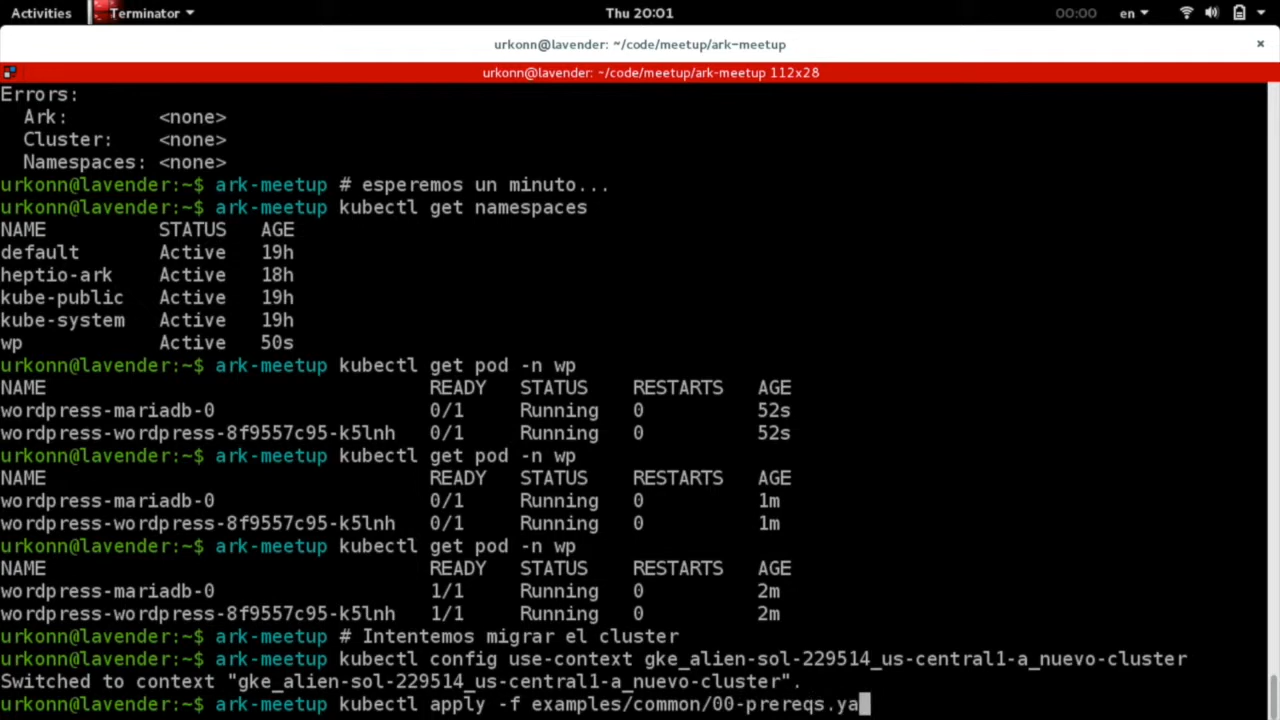 Activities Terminator Thu 20:01 00:00 en
urkonn@lavender: ~/code/meetup/ark-meetup ×
urkonn@lavender: ~/code/meetup/ark-meetup 112x28
Errors:
  Ark:        <none>
  Cluster:    <none>
  Namespaces: <none>
urkonn@lavender:~$ ark-meetup # esperemos un minuto...
urkonn@lavender:~$ ark-meetup kubectl get namespaces
NAME          STATUS   AGE
default       Active   19h
heptio-ark    Active   18h
kube-public   Active   19h
kube-system   Active   19h
wp            Active   50s
urkonn@lavender:~$ ark-meetup kubectl get pod -n wp
NAME                                  READY   STATUS    RESTARTS   AGE
wordpress-mariadb-0                   0/1     Running   0          52s
wordpress-wordpress-8f9557c95-k5lnh   0/1     Running   0          52s
urkonn@lavender:~$ ark-meetup kubectl get pod -n wp
NAME                                  READY   STATUS    RESTARTS   AGE
wordpress-mariadb-0                   0/1     Running   0          1m
wordpress-wordpress-8f9557c95-k5lnh   0/1     Running   0          1m
urkonn@lavender:~$ ark-meetup kubectl get pod -n wp
NAME                                  READY   STATUS    RESTARTS   AGE
wordpress-mariadb-0                   1/1     Running   0          2m
wordpress-wordpress-8f9557c95-k5lnh   1/1     Running   0          2m
urkonn@lavender:~$ ark-meetup # Intentemos migrar el cluster
urkonn@lavender:~$ ark-meetup kubectl config use-context gke_alien-sol-229514_us-central1-a_nuevo-cluster
Switched to context "gke_alien-sol-229514_us-central1-a_nuevo-cluster".
urkonn@lavender:~$ ark-meetup kubectl apply -f examples/common/00-prereqs.ya